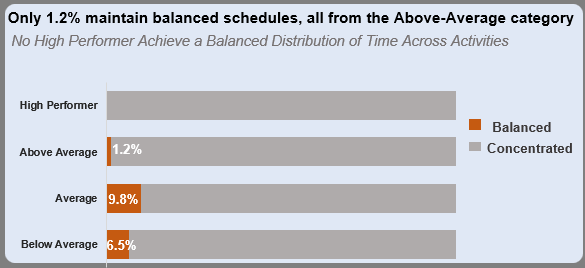 Only 1.2% maintain balanced schedules, all from the Above-Average category
No High Performer Achieve a Balanced Distribution of Time Across Activities
High Performer
Above Average 1.2%
Average 9.8%
Below Average 6.5%
Balanced
Concentrated